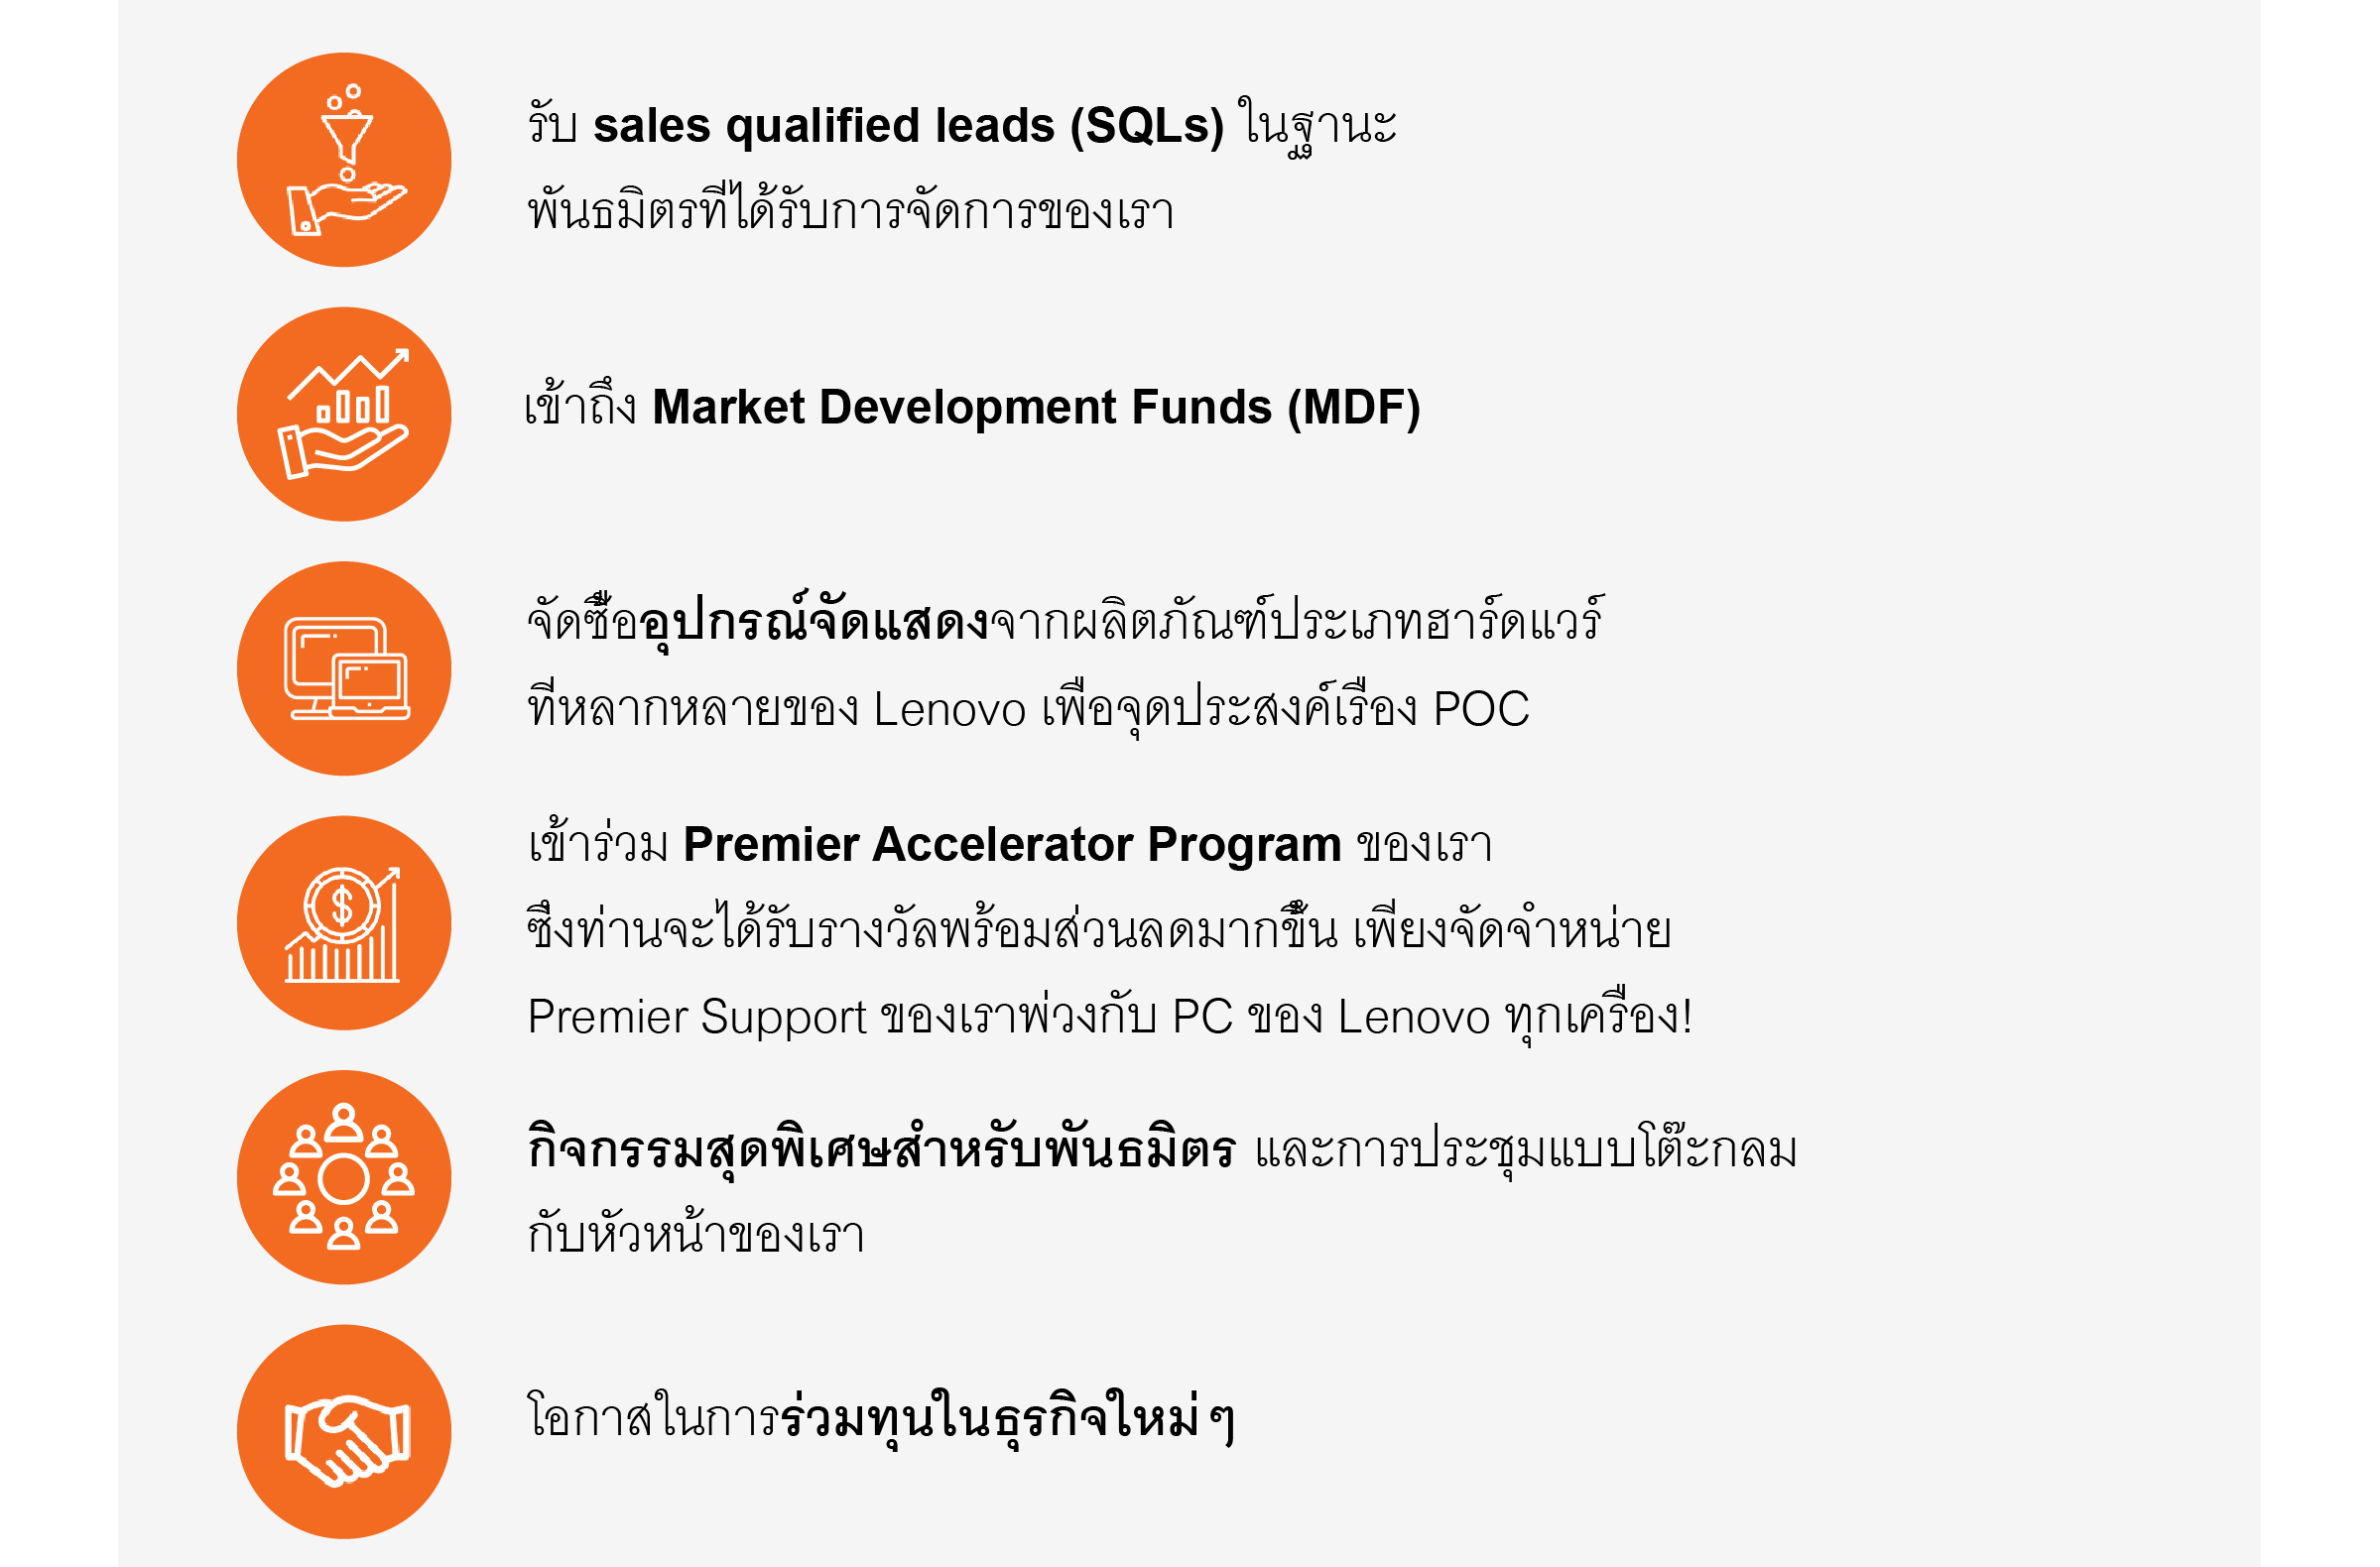 รับ sales qualified leads (SQLs) ในฐานะ
พันธมิตรที่ได้รับการจัดการของเรา
เข้าถึง Market Development Funds (MDF)
จัดซื้ออุปกรณ์จัดแสดงจากผลิตภัณฑ์ประเภทฮาร์ดแวร์
ที่หลากหลายของ Lenovo เพื่อจุดประสงค์เรื่อง POC
เข้าร่วม Premier Accelerator Program ของเรา
ซึ่งท่านจะได้รับรางวัลพร้อมส่วนลดมากขึ้น เพียงจัดจำหน่าย
Premier Support ของเราพ่วงกับ PC ของ Lenovo ทุกเครื่อง!
กิจกรรมสุดพิเศษสำหรับพันธมิตร และการประชุมแบบโต๊ะกลม
กับหัวหน้าของเรา
โอกาสในการร่วมทุนในธุรกิจใหม่ ๆ